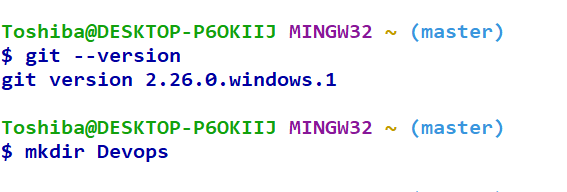 Toshiba@DESKTOP-P6OKIIJ MINGW32 ~ (master)
$ git --version
git version 2.26.0.windows.1
Toshiba@DESKTOP-P6OKIIJ MINGW32 ~ (master)
$ mkdir Devops